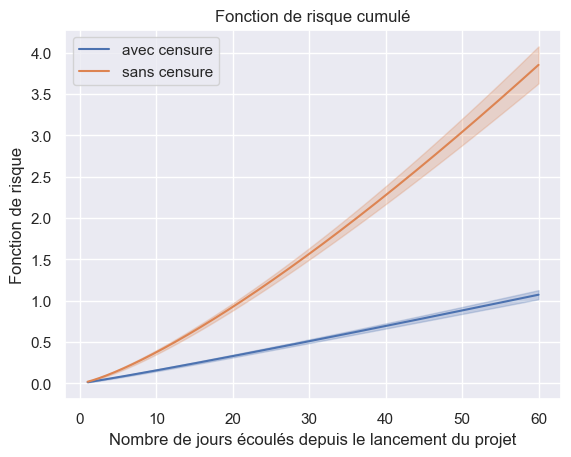 Fonction de risque cumulé
avec censure
sans censure
Fonction de risque
4.0
3.5
3.0
2.5
2.0
1.5
1.0
0.5
0.0
0 10 20 30 40 50 60
Nombre de jours écoulés depuis le lancement du projet